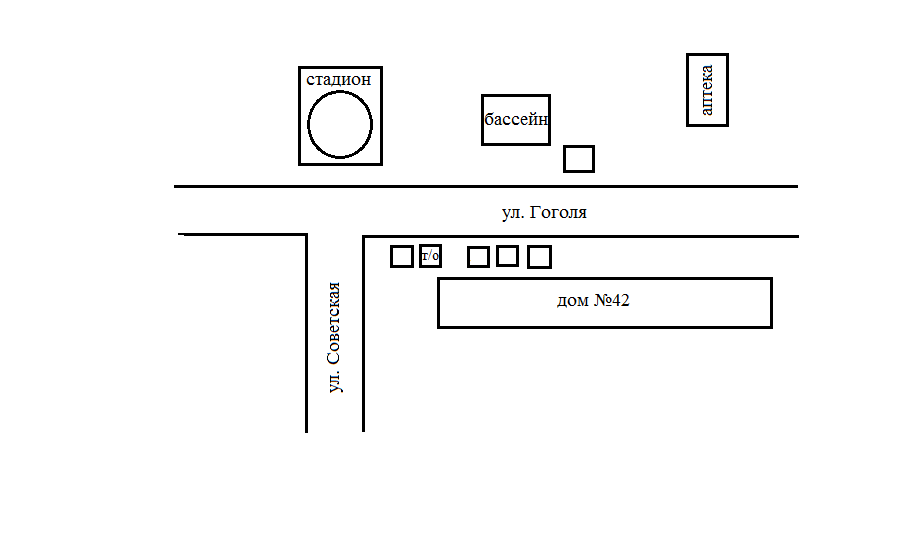 стадион
бассейн
аптека
ул. Гоголя
т/о
дом №42
ул. Советская